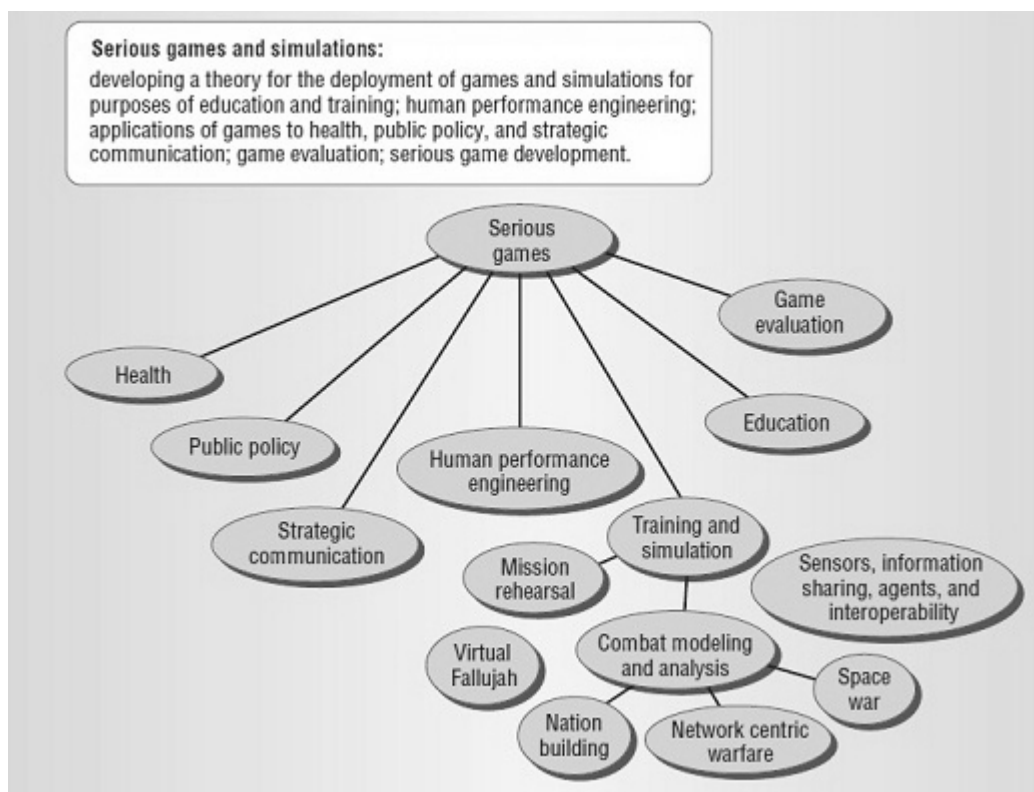 Serious games and simulations:
developing a theory for the deployment of games and simulations for
purposes of education and training; human performance engineering;
applications of games to health, public policy, and strategic
communication; game evaluation; serious game development.
Serious
games
Game
evaluation
Health
Education
Public policy
Human performance
engineering
Strategic
communication
Training and
simulation
Mission
rehearsal
Sensors, information
sharing, agents, and
interoperability
Combat modeling
and analysis
Virtual
Fallujah
Space
war
Nation
building
Network centric
warfare